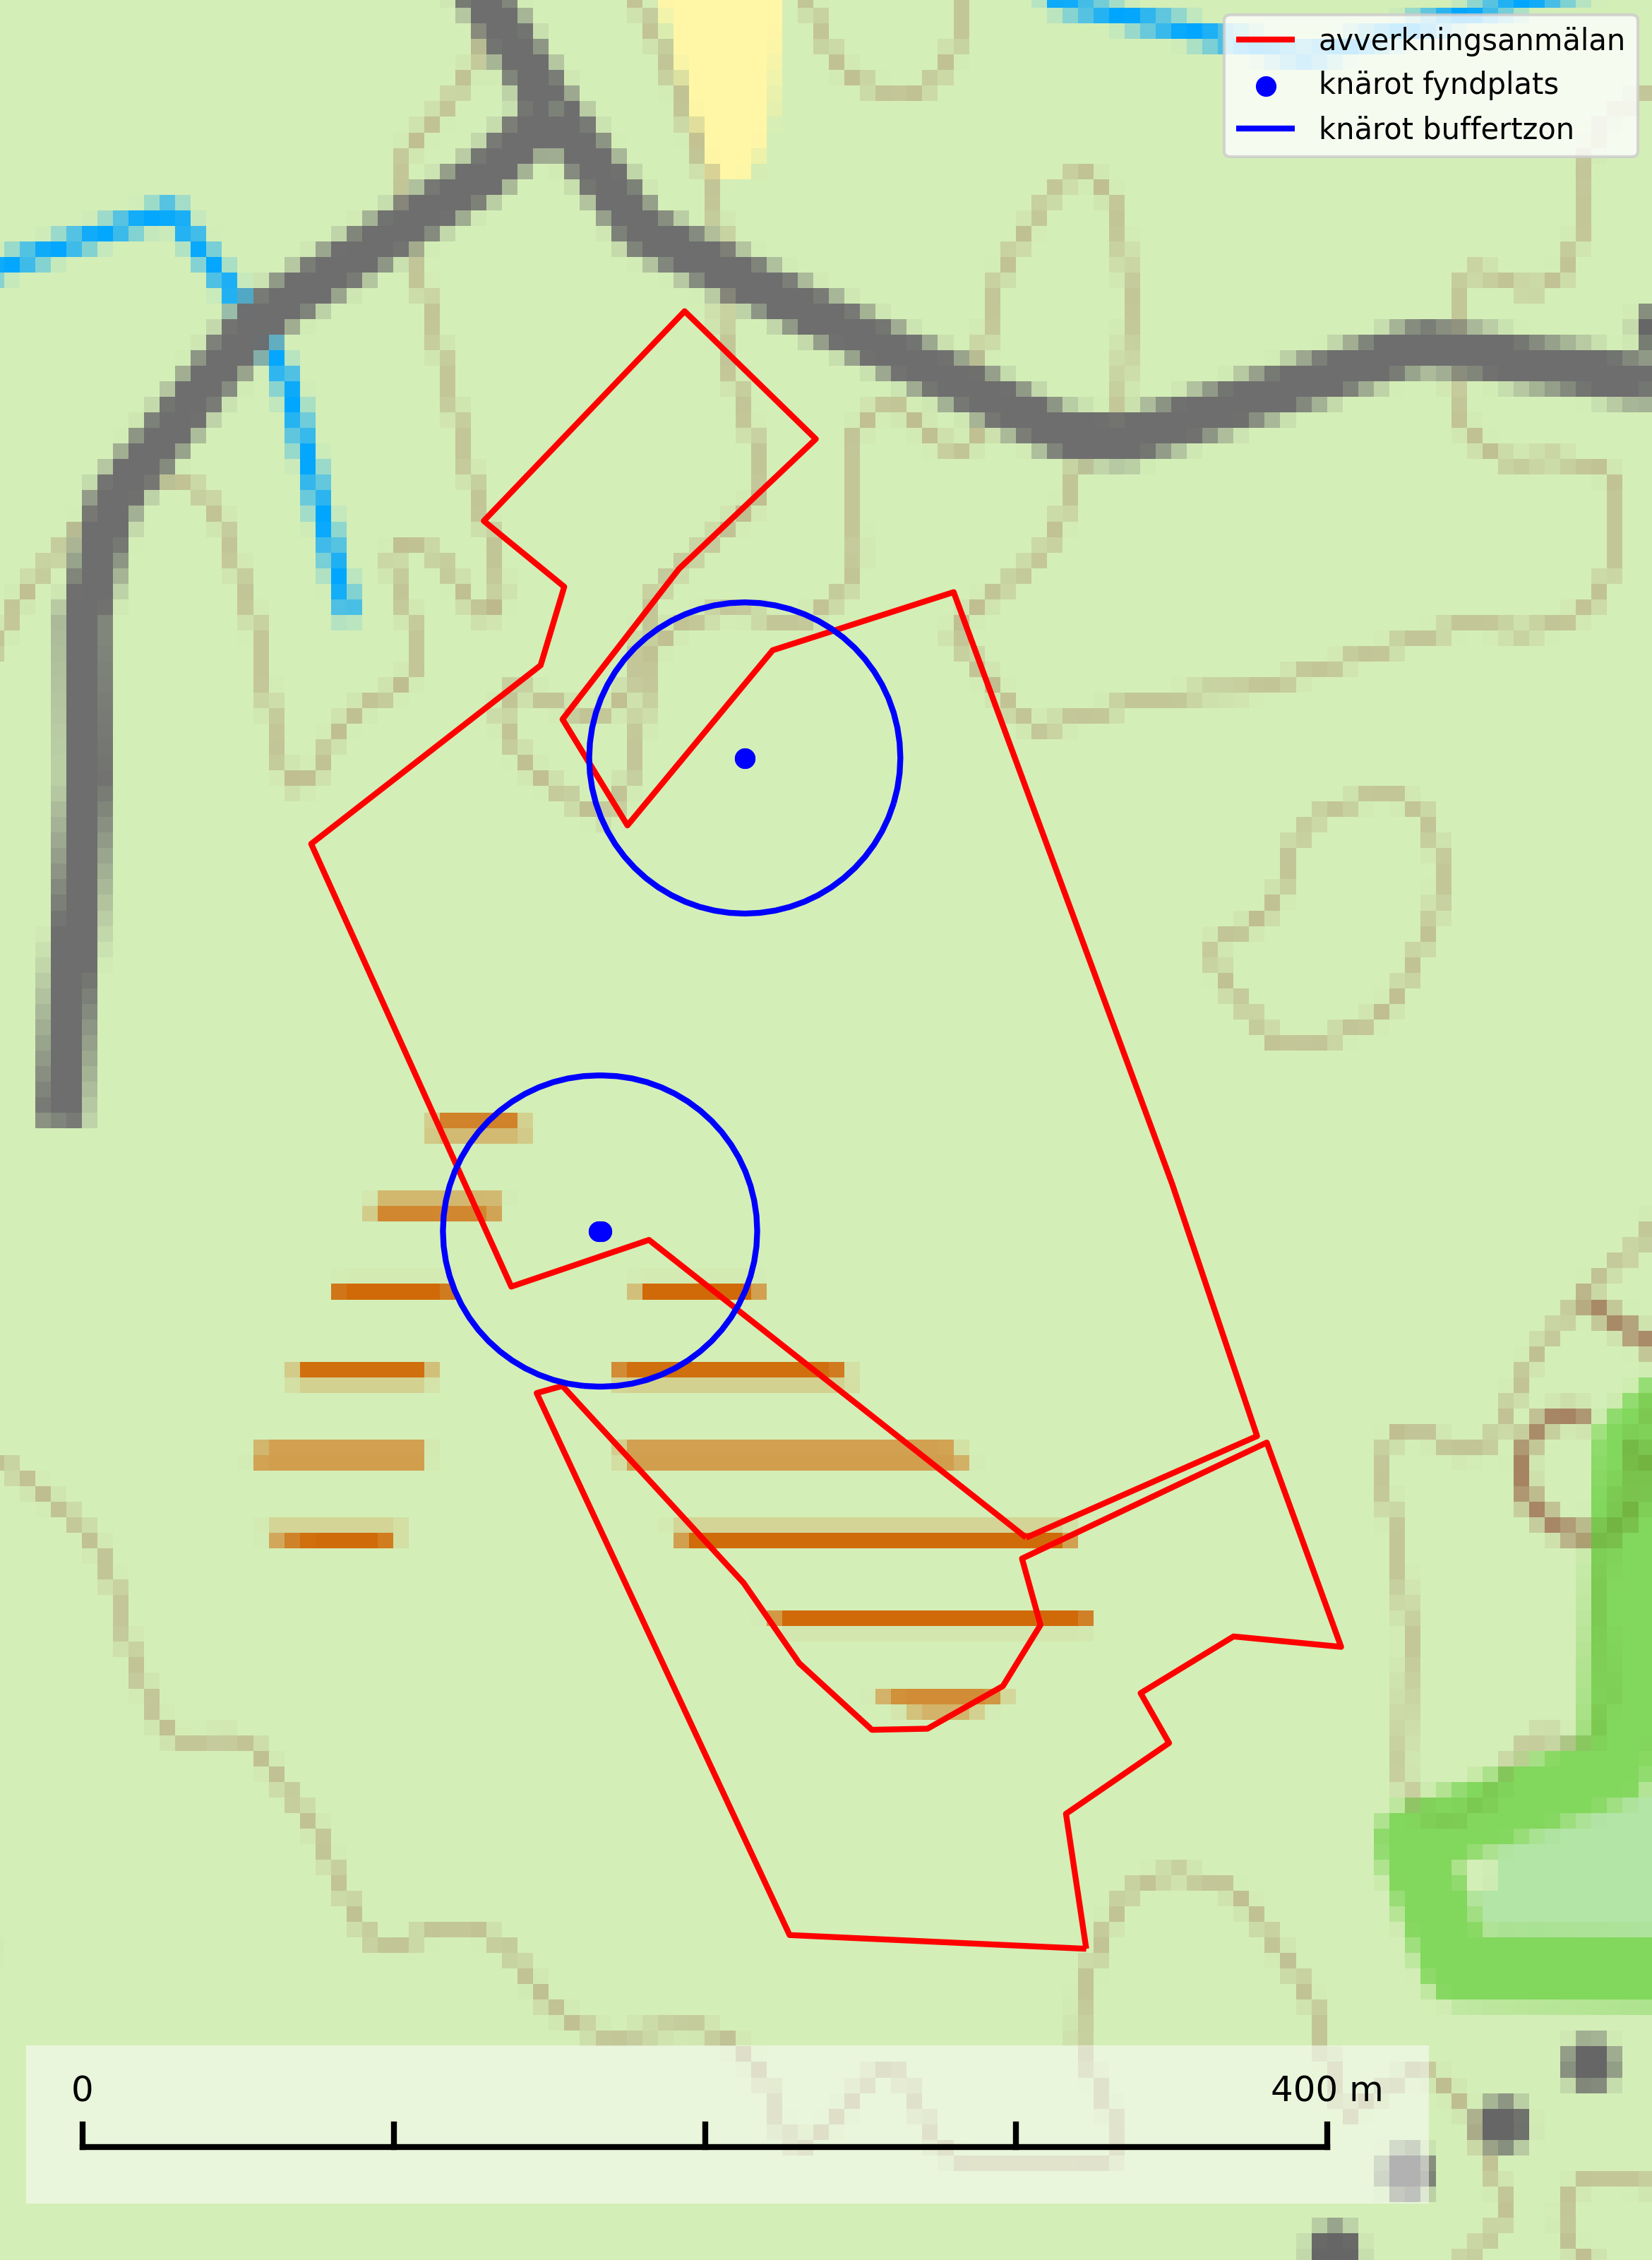 avverkningsanmälan
knärot fyndplats
knärot buffertzon
0 400 m